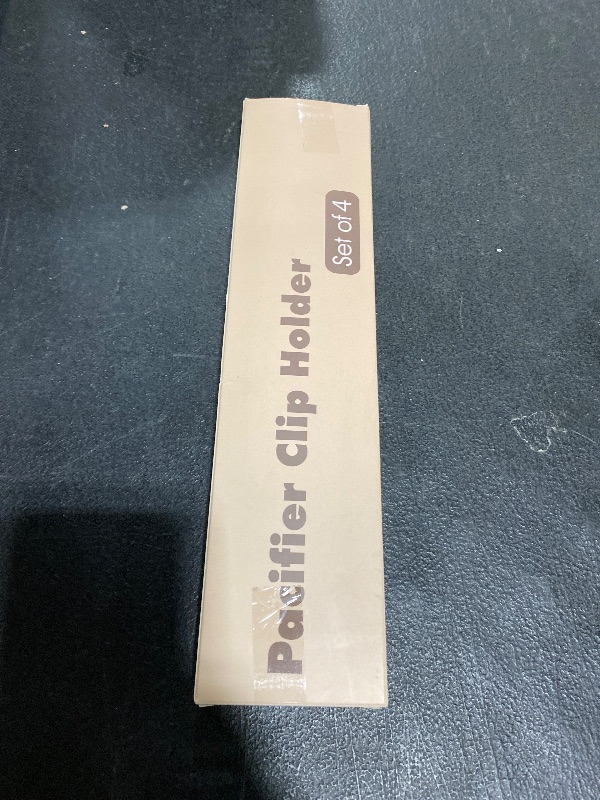 Pacifier Clip Holder
Set of 4